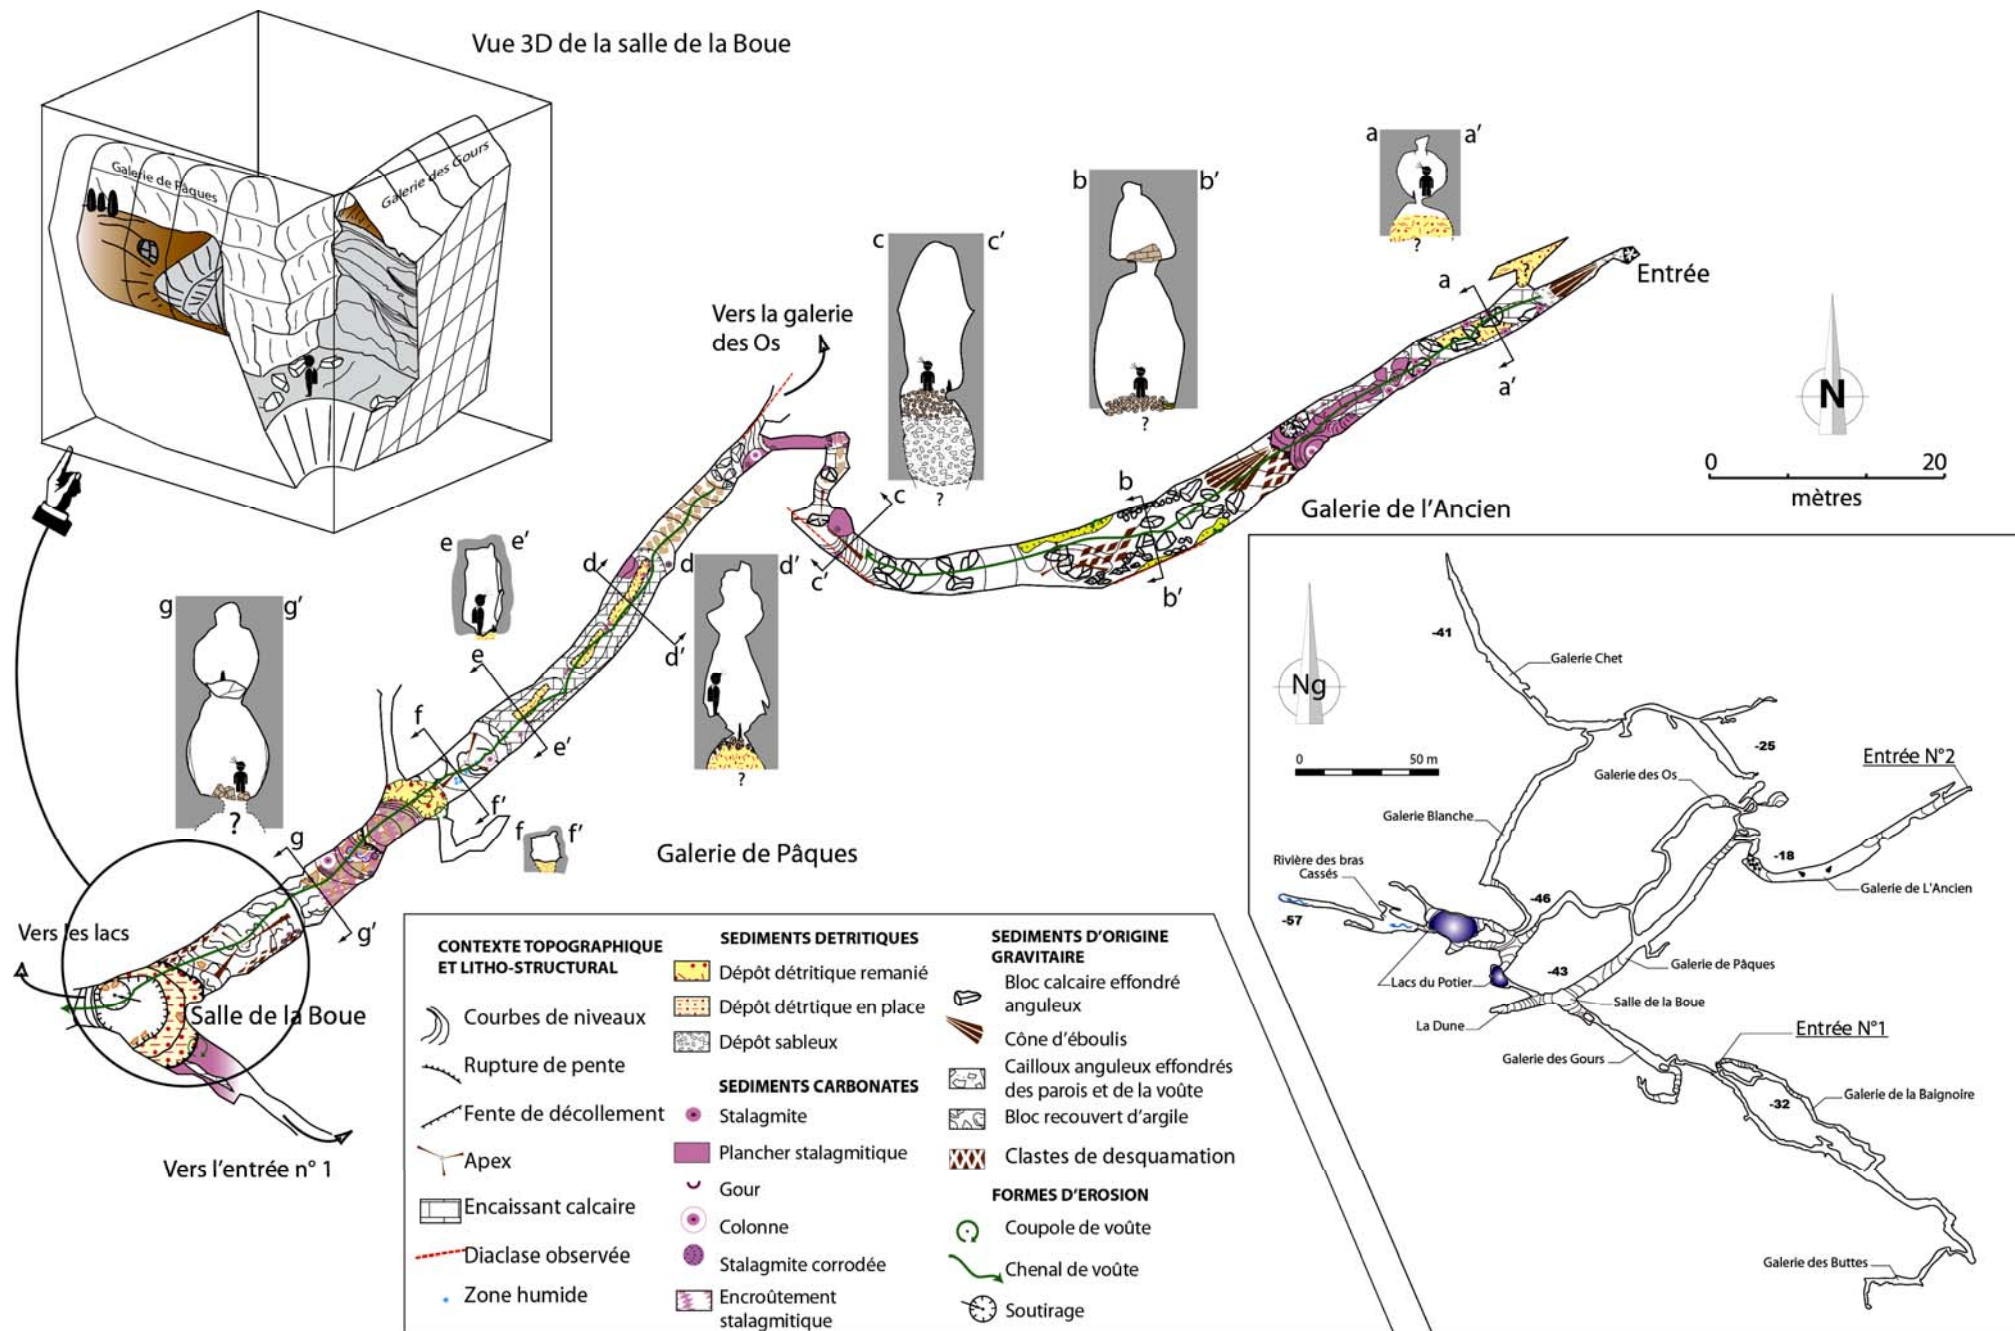 Vue 3D de la salle de la Boue
Galerie de Pâques
Galerie des Gours
a a'
?
b b'
?
c c'
?
Entrée
?
a
a'
Vers la galerie
des Os
N
0 20
mètres
b
b'
c
c'
Galerie de l'Ancien
d d'
?
d
d'
e e'
e
e'
g g'
?
f
f'
f f'
g
g'
Galerie de Pâques
Vers les lacs
Salle de la Boue
Vers l'entrée n° 1
CONTEXTE TOPOGRAPHIQUE
ET LITHO-STRUCTURAL
Courbes de niveaux
Rupture de pente
Fente de décollement
Apex
Encaissant calcaire
Diaclase observée
Zone humide
SEDIMENTS DETRITIQUES
Dépôt détritique remanié
Dépôt détrtique en place
Dépôt sableux
SEDIMENTS CARBONATES
Stalagmite
Plancher stalagmitique
Gour
Colonne
Stalagmite corrodée
Encroûtement
stalagmitique
SEDIMENTS D'ORIGINE
GRAVITAIRE
Bloc calcaire effondré
anguleux
Cône d'éboulis
Cailloux anguleux effondrés
des parois et de la voûte
Bloc recouvert d'argile
Clastes de desquamation
FORMES D'EROSION
Coupole de voûte
Chenal de voûte
Soutirage
Ng
0 50 m
-41
Galerie Chet
-25
Entrée N°2
Galerie des Os
Galerie Blanche
-18
Galerie de L'Ancien
Rivière des bras
Cassés
-57
-46
Lacs du Potier
-43
Galerie de Pâques
Salle de la Boue
La Dune
Entrée N°1
Galerie des Gours
-32
Galerie de la Baignoire
Galerie des Buttes